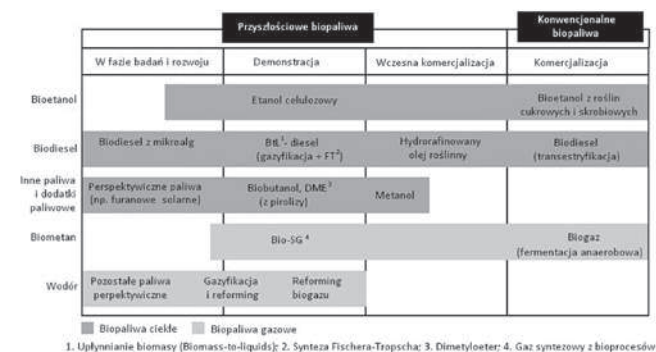 Przyszłościowe biopaliwa
Konwencjonalne
biopaliwa
W fazie badań i rozwoju
Demonstracja
Wczesna komercjalizacja
Komercjalizacja
Bioetanol
Etanol celulozowy
Bioetanol z roślin
cukrowych i skrobiowych
Biodiesel
Biodiesel z mikroalg
BtL¹- diesel
(gazyfikacja + FT²)
Hydrorafinowany
olej roślinny
Biodiesel
(transestryfikacja)
Inne paliwa
i dodatki
paliwowe
Perspektywiczne paliwa
(np. furanowe solarne)
Biobutanol, DME³
(z pirolizy)
Metanol
Biometan
Bio-SG ⁴
Biogaz
(fermentacja anaerobowa)
Wodór
Pozostałe paliwa
perpektywiczne
Gazyfikacja
i reforming
Reforming
biogazu
Biopaliwa ciekłe
Biopaliwa gazowe
1. Upłynnianie biomasy (Biomass-to-liquids); 2. Synteza Fischera-Tropscha; 3. Dimetyloeter; 4. Gaz syntezowy z bioprocesów